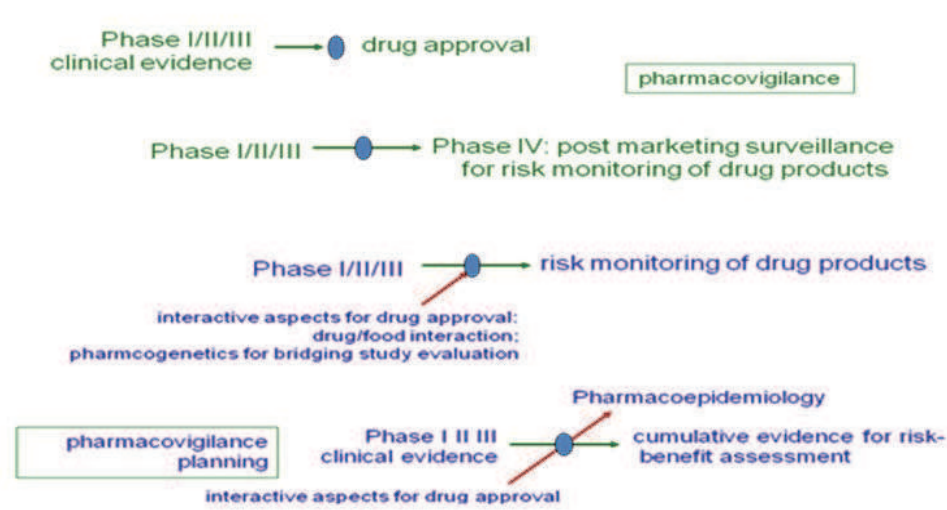 Phase I/II/III
clinical evidence
drug approval
pharmacovigilance
Phase I/II/III
Phase IV: post marketing surveillance
for risk monitoring of drug products
Phase I/II/III
risk monitoring of drug products
interactive aspects for drug approval;
drug/food interaction;
pharmcogenetics for bridging study evaluation
Pharmacoepidemiology
pharmacovigilance
planning
Phase I II III
clinical evidence
cumulative evidence for risk-
benefit assessment
interactive aspects for drug approval